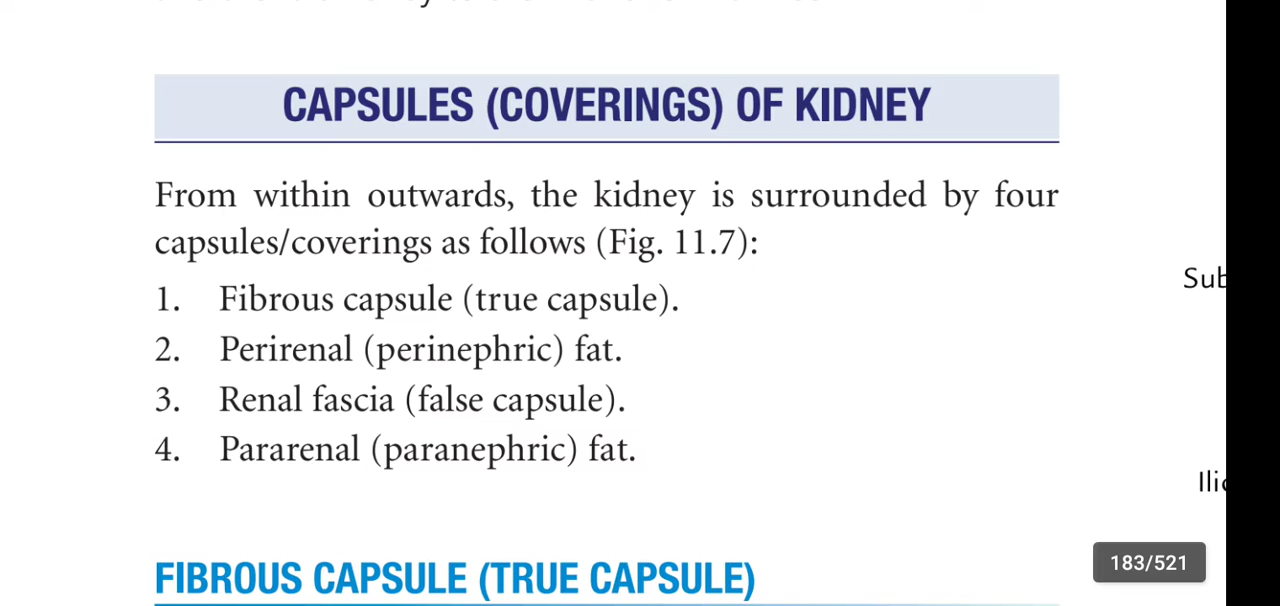 CAPSULES (COVERINGS) OF KIDNEY
From within outwards, the kidney is surrounded by four
capsules/coverings as follows (Fig. 11.7):
1. Fibrous capsule (true capsule).
2. Perirenal (perinephric) fat.
3. Renal fascia (false capsule).
4. Pararenal (paranephric) fat.
FIBROUS CAPSULE (TRUE CAPSULE)
Sub
183/521